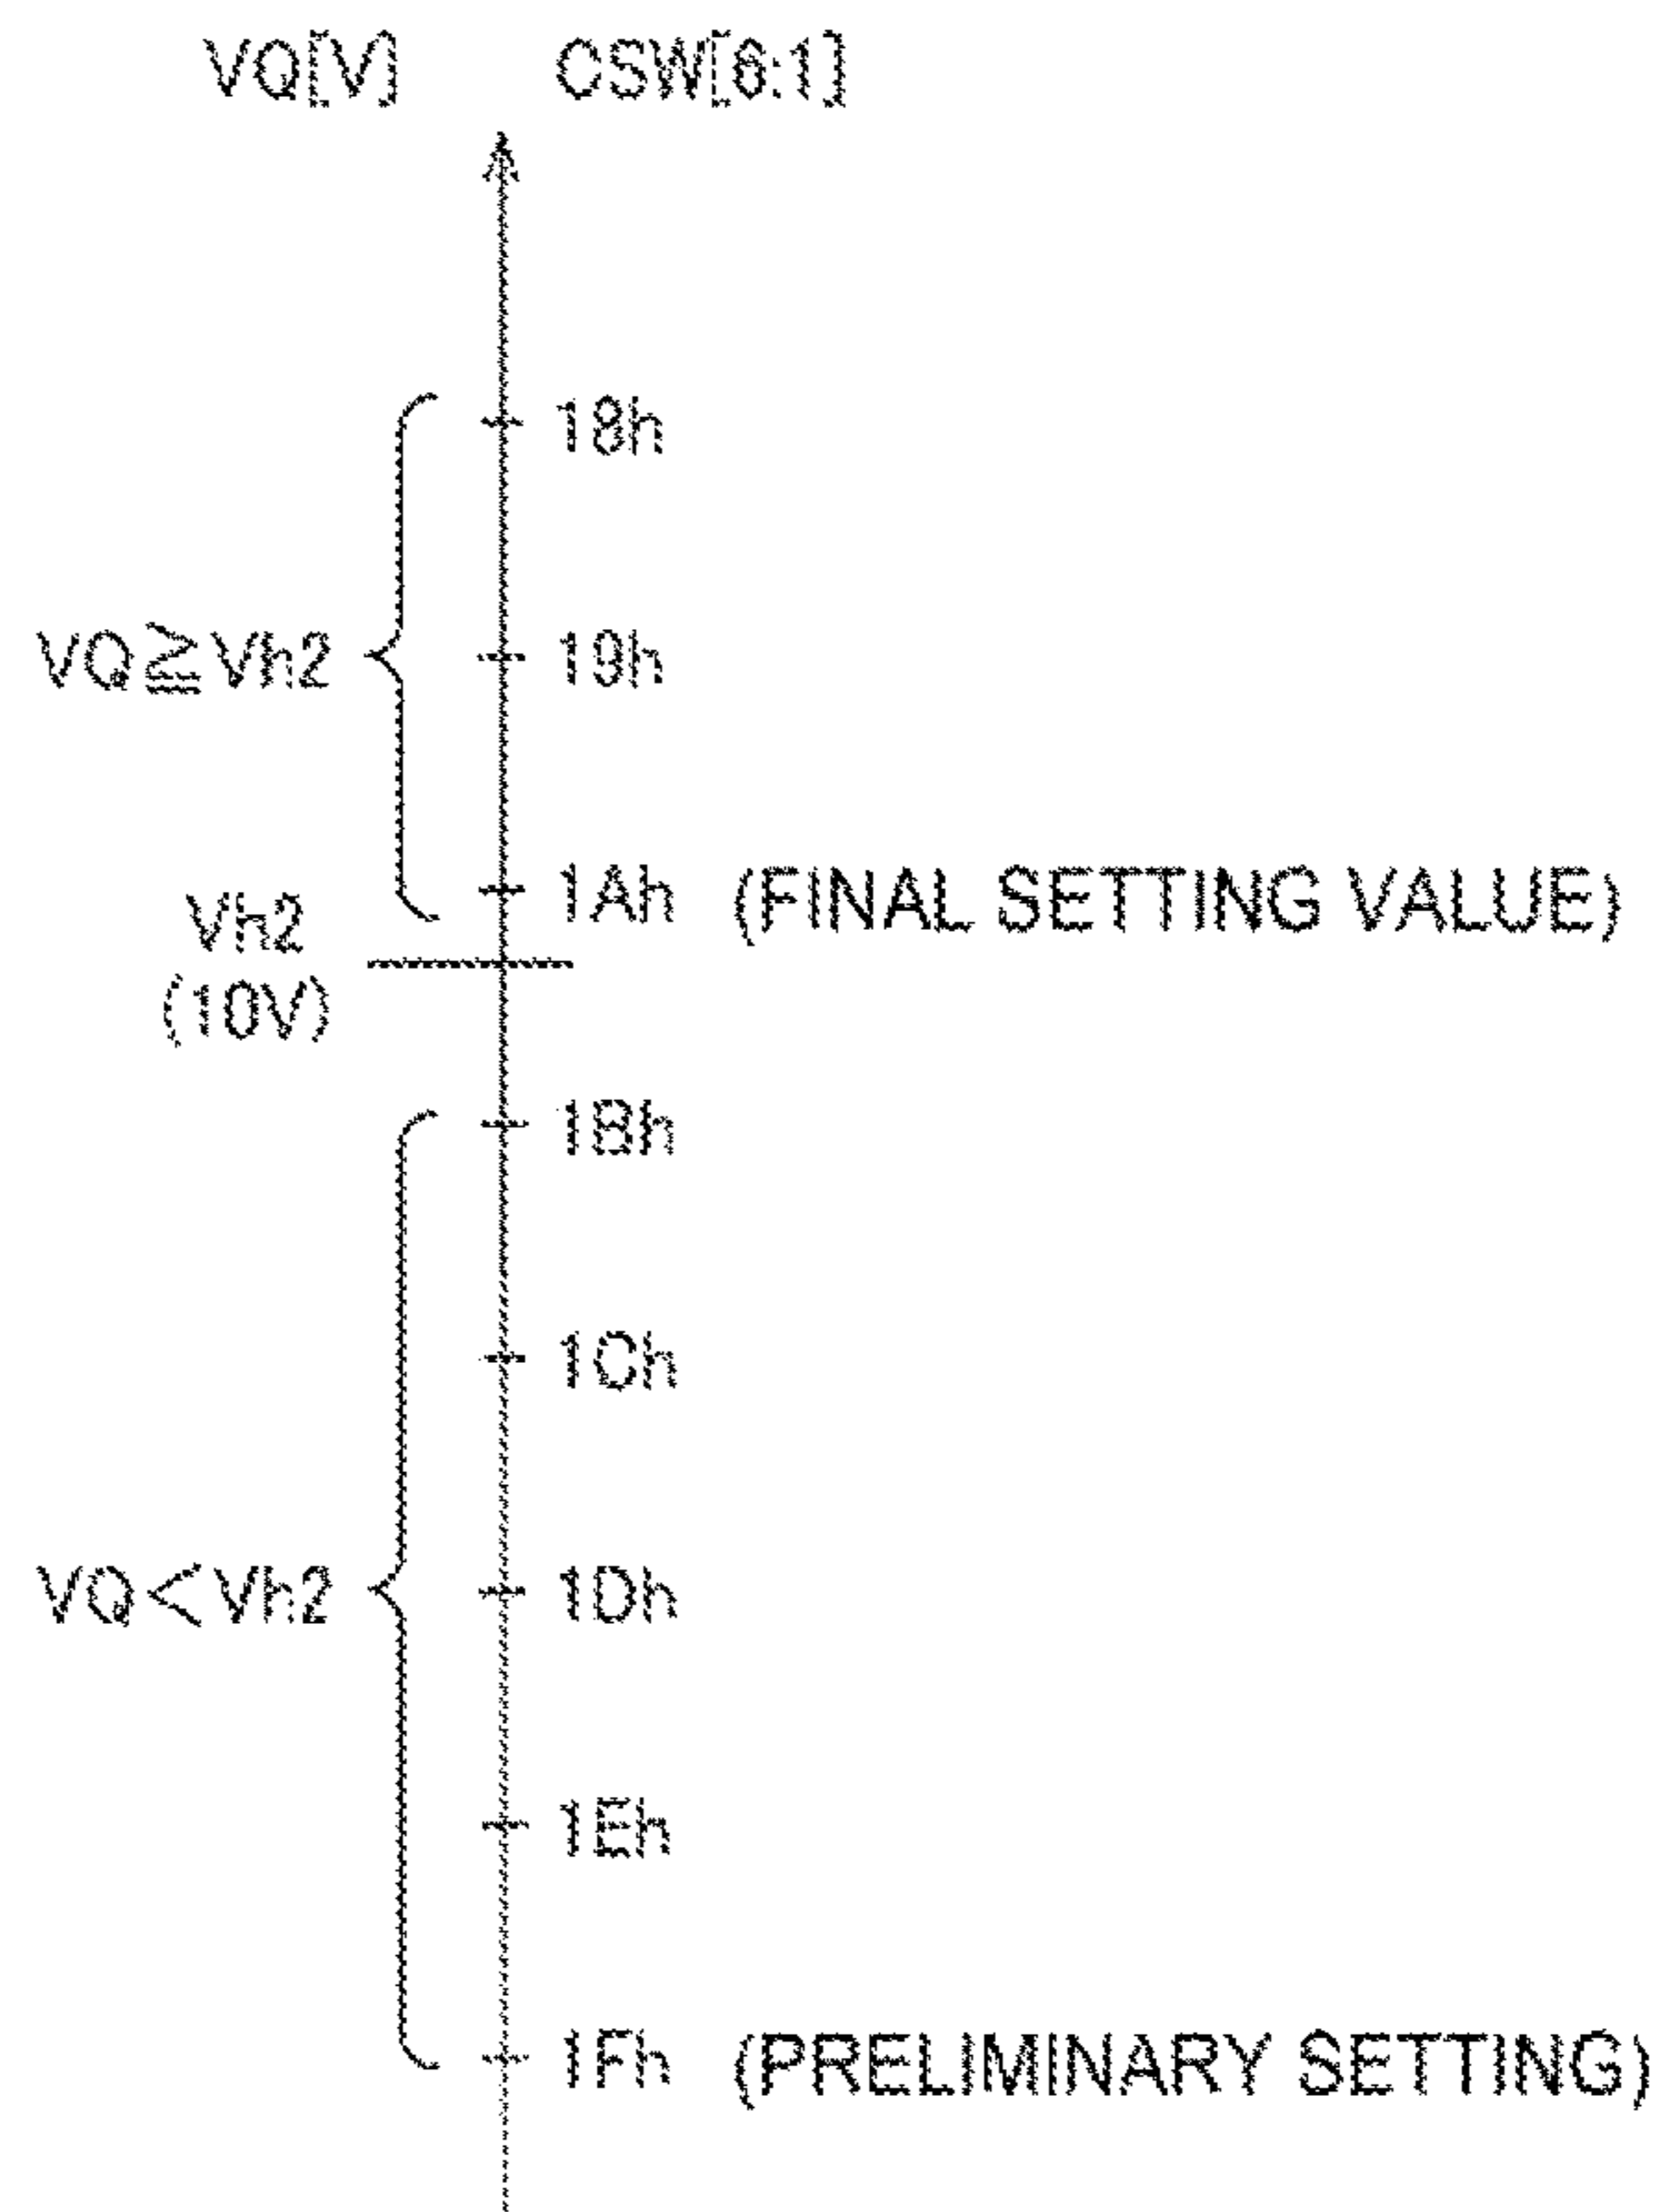 VQ[V] CSW[6:1]
18h
VQ≧Vh2 19h
1Ah (FINAL SETTING VALUE)
Vh2
(10V)
1Bh
1Ch
VQ<Vh2 1Dh
1Eh
1Fh (PRELIMINARY SETTING)